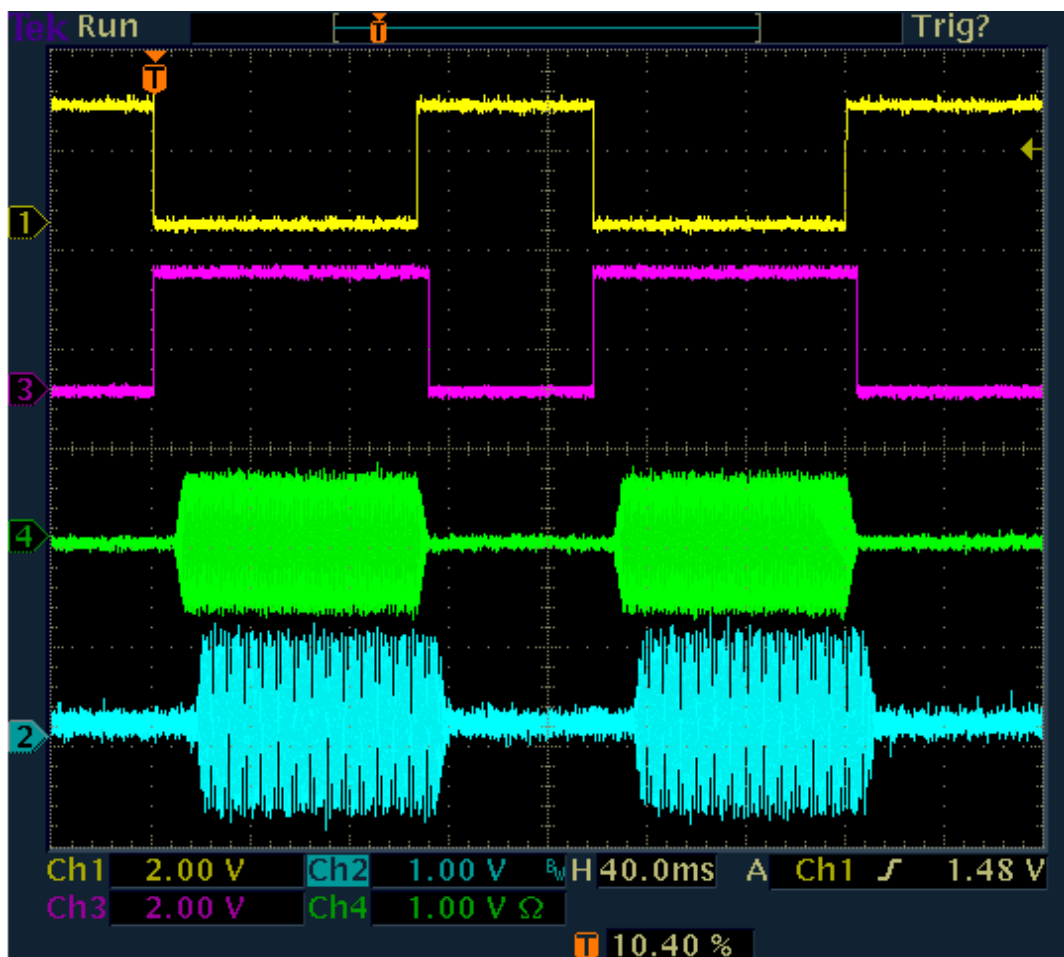 Tek Run T Trig?
T
1
3
4
2
Ch1 2.00 V Ch2 1.00 V BW H 40.0ms A Ch1 1.48 V
Ch3 2.00 V Ch4 1.00 V Ω
T 10.40 %